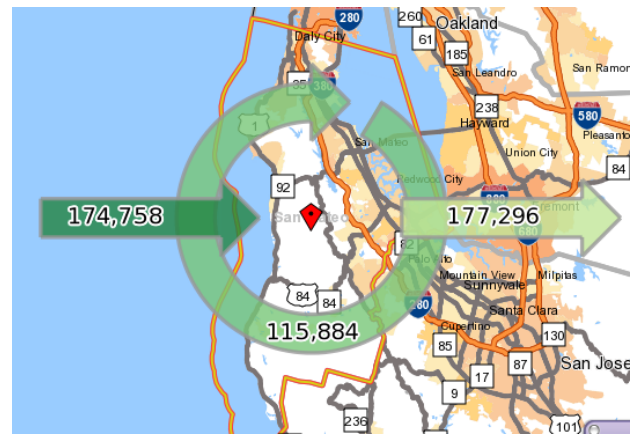 280
260
Oakland
Daly City
61
185
San Ramon
35
380
San Leandro
1
238
580
Hayward
Pleasanto
San Mateo
Union City
84
92
Redwood City
174,758
San Mateo
177,296
Fremont
880
680
82
Palo Alto
Mountain View
Milpitas
Sunnyvale
84
84
280
Santa Clara
115,884
Cupertino
130
85
87
San Jose
17
9
236
101